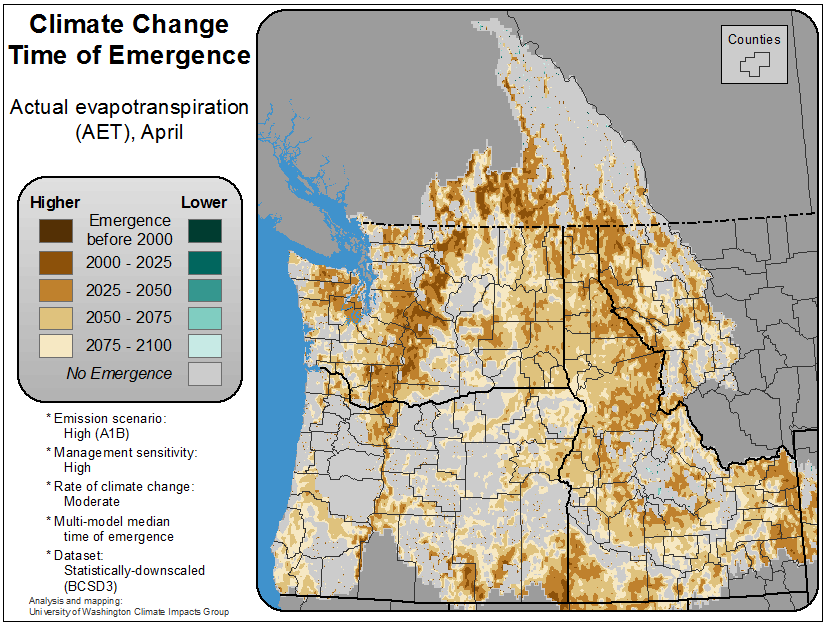 Climate Change
Time of Emergence
Actual evapotranspiration
(AET), April
Higher
Lower
Emergence
before 2000
2000 - 2025
2025 - 2050
2050 - 2075
2075 - 2100
No Emergence
* Emission scenario:
High (A1B)
* Management sensitivity:
High
* Rate of climate change:
Moderate
* Multi-model median
time of emergence
* Dataset:
Statistically-downscaled
(BCSD3)
Analysis and mapping:
University of Washington Climate Impacts Group
Counties